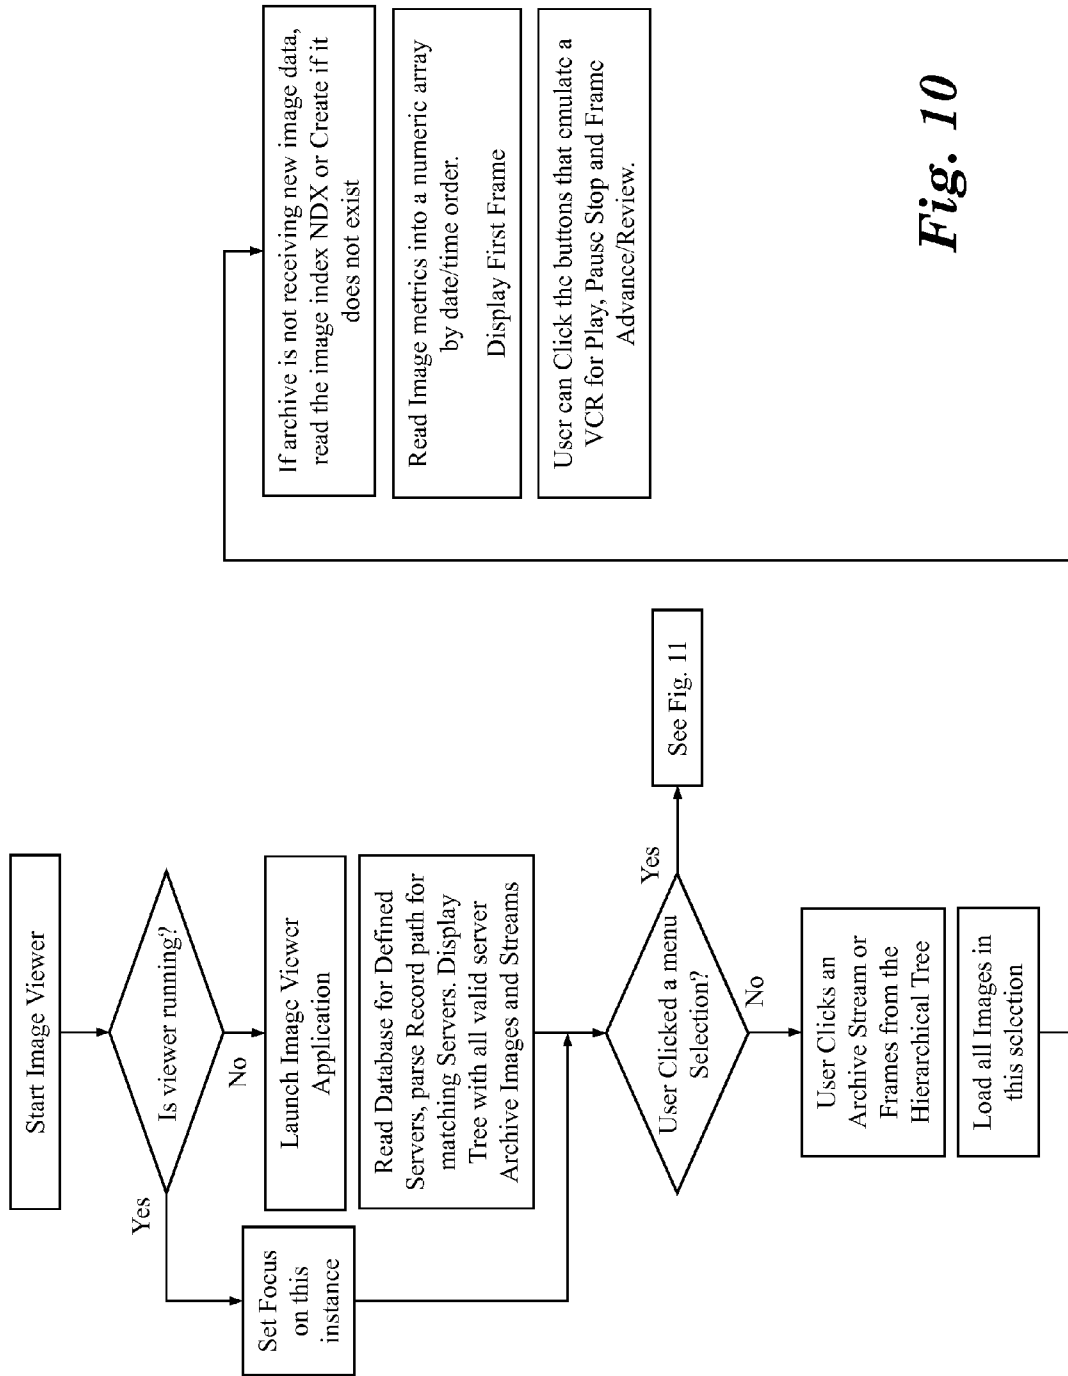 Start Image Viewer
Is viewer running?
Yes
No
Set Focus
on this
instance
Launch Image Viewer
Application
Read Database for Defined
Servers, parse Record path for
matching Servers. Display
Tree with all valid server
Archive Images and Streams
User Clicked a menu
Selection?
Yes
See Fig. 11
No
User Clicks an
Archive Stream or
Frames from the
Hierarchical Tree
Load all Images in
this selection
If archive is not receiving new image data,
read the image index NDX or Create if it
does not exist
Read Image metrics into a numeric array
by date/time order.
Display First Frame
User can Click the buttons that emulate a
VCR for Play, Pause Stop and Frame
Advance/Review.
Fig. 10